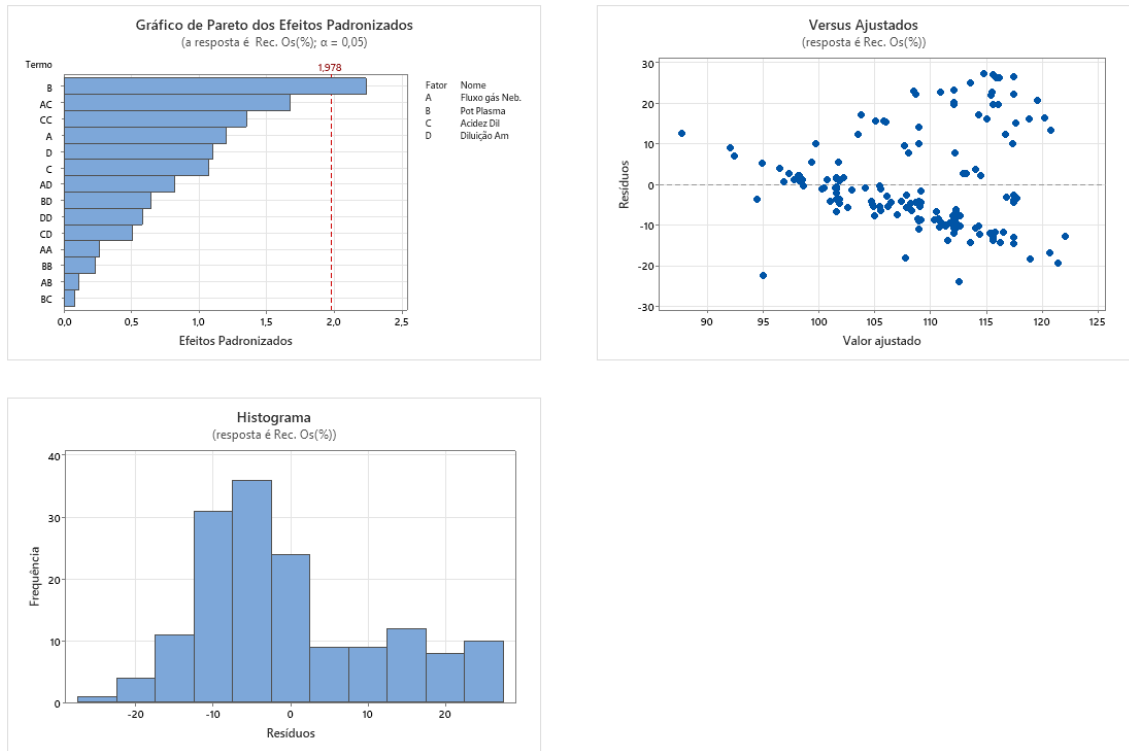 Gráfico de Pareto dos Efeitos Padronizados
(a resposta é Rec. Os(%); α = 0,05)
Termo
1,978
B
AC
CC
A
D
C
AD
BD
DD
CD
AA
BB
AB
BC
0,0 0,5 1,0 1,5 2,0 2,5
Efeitos Padronizados
Fator Nome
A Fluxo gás Neb.
B Pot Plasma
C Acidez Dil
D Diluição Am
Versus Ajustados
(resposta é Rec. Os(%))
Resíduos
30
20
10
0
-10
-20
-30
90 95 100 105 110 115 120 125
Valor ajustado
Histograma
(resposta é Rec. Os(%))
Frequência
40
30
20
10
0
-20 -10 0 10 20
Resíduos